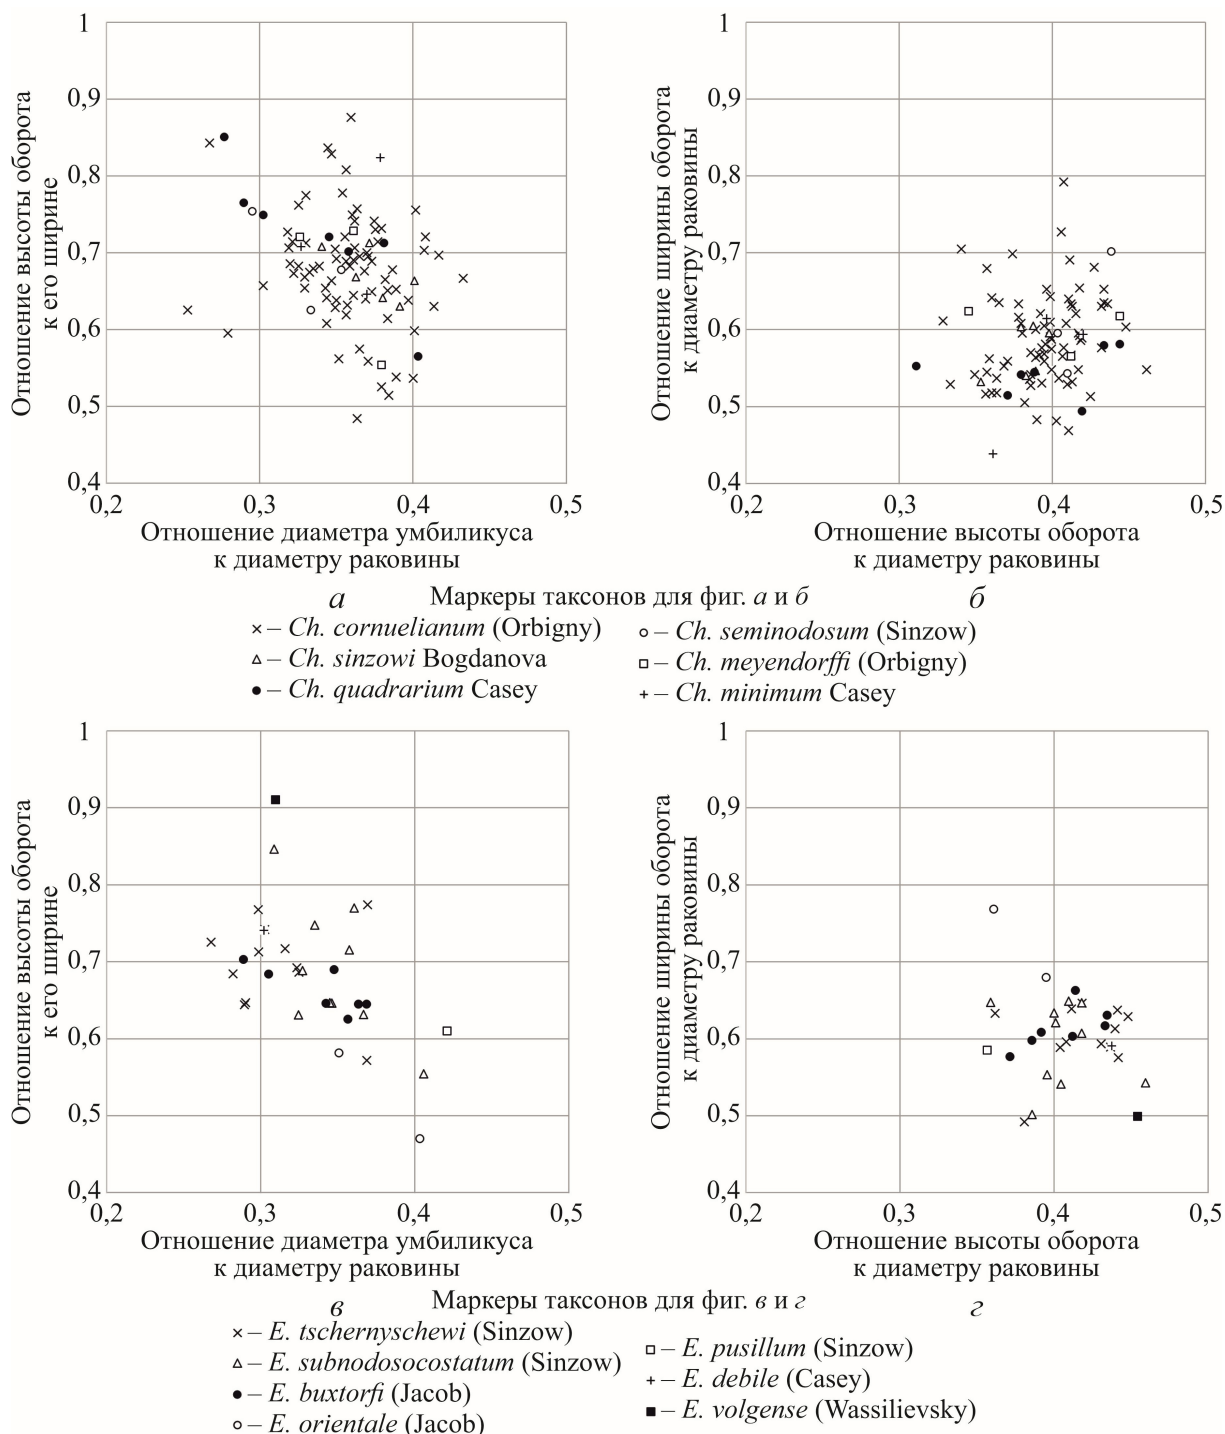 1
0,9
0,8
0,7
0,6
0,5
0,4
Отношение высоты оборота
к его ширине
0,2
0,3
0,4
0,5
Отношение диаметра умбиликуса
к диаметру раковины
1
0,9
0,8
0,7
0,6
0,5
0,4
Отношение ширины оборота
к диаметру раковины
0,2
0,3
0,4
0,5
Отношение высоты оборота
к диаметру раковины
а
Маркеры таксонов для фиг. а и б
б
× – Ch. cornuelianum (Orbigny)
△ – Ch. sinzowi Bogdanova
● – Ch. quadrarium Casey
○ – Ch. seminodosum (Sinzow)
□ – Ch. meyendorffi (Orbigny)
+ – Ch. minimum Casey
1
0,9
0,8
0,7
0,6
0,5
0,4
Отношение высоты оборота
к его ширине
0,2
0,3
0,4
0,5
Отношение диаметра умбиликуса
к диаметру раковины
1
0,9
0,8
0,7
0,6
0,5
0,4
Отношение ширины оборота
к диаметру раковины
0,2
0,3
0,4
0,5
Отношение высоты оборота
к диаметру раковины
в
Маркеры таксонов для фиг. в и г
г
× – E. tschernyschewi (Sinzow)
△ – E. subnodosocostatum (Sinzow)
● – E. buxtorfi (Jacob)
○ – E. orientale (Jacob)
□ – E. pusillum (Sinzow)
+ – E. debile (Casey)
■ – E. volgense (Wassilievsky)